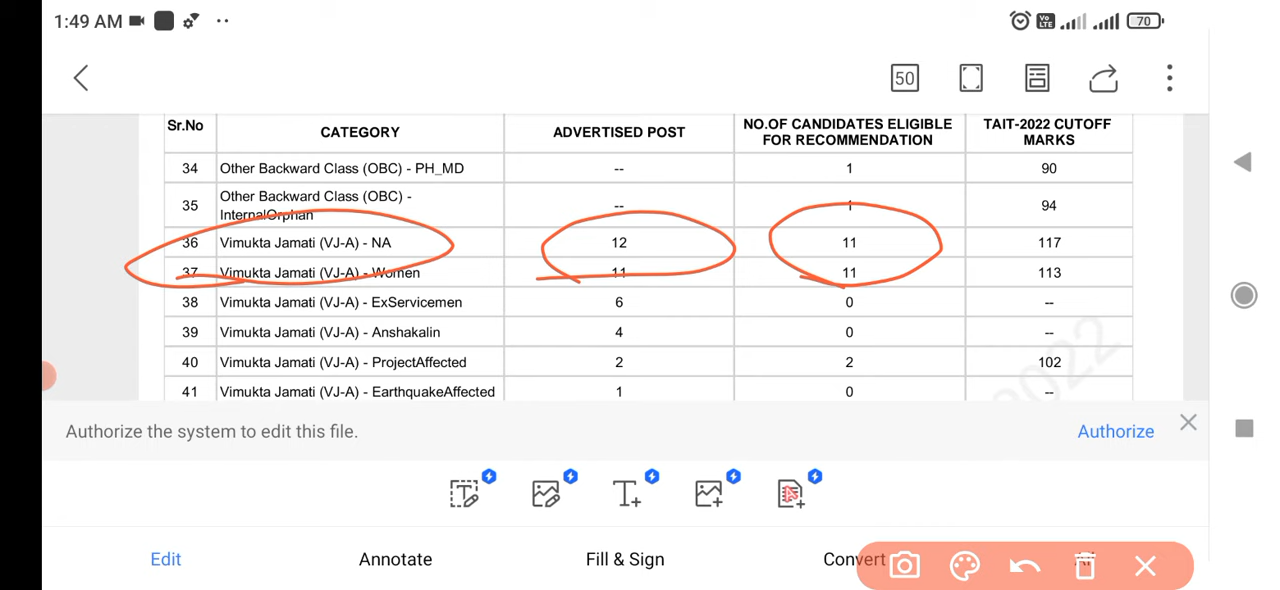 1:49 AM
Vo
LTE
70
50
Sr.No CATEGORY ADVERTISED POST NO.OF CANDIDATES ELIGIBLE FOR RECOMMENDATION TAIT-2022 CUTOFF MARKS
34 Other Backward Class (OBC) - PH_MD -- 1 90
35 Other Backward Class (OBC) - InternalOrphan -- 1 94
36 Vimukta Jamati (VJ-A) - NA 12 11 117
37 Vimukta Jamati (VJ-A) - Women 11 11 113
38 Vimukta Jamati (VJ-A) - ExServicemen 6 0 --
39 Vimukta Jamati (VJ-A) - Anshakalin 4 0 --
40 Vimukta Jamati (VJ-A) - ProjectAffected 2 2 102
41 Vimukta Jamati (VJ-A) - EarthquakeAffected 1 0 --
2022
Authorize the system to edit this file.
Authorize
Edit Annotate Fill & Sign Convert